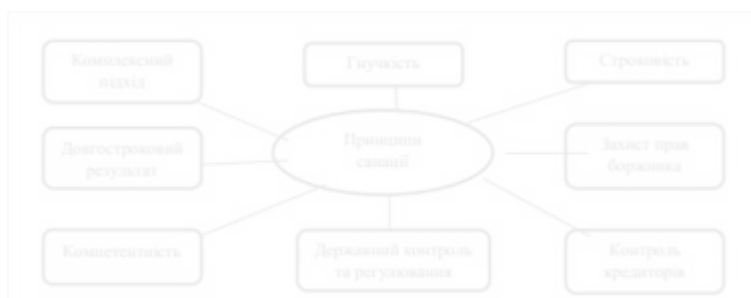 Комплексний
підхід
Гнучкість
Строковість
Довгостроковий
результат
Принципи
санації
Захист прав
боржника
Компетентність
Державний контроль
та регулювання
Контроль
кредиторів